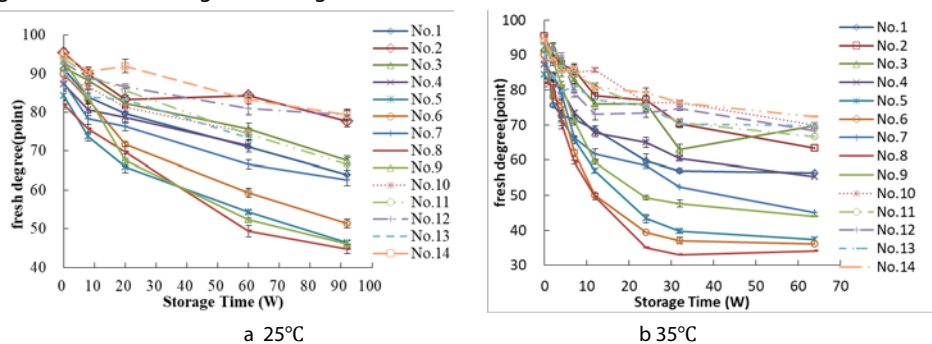 fresh degree(point)
100
90
80
70
60
50
40
0 10 20 30 40 50 60 70 80 90 100
Storage Time (W)
No.1
No.2
No.3
No.4
No.5
No.6
No.7
No.8
No.9
No.10
No.11
No.12
No.13
No.14
a 25℃
fresh degree(point)
100
90
80
70
60
50
40
30
0 10 20 30 40 50 60 70
Storage Time (W)
No.1
No.2
No.3
No.4
No.5
No.6
No.7
No.8
No.9
No.10
No.11
No.12
No.13
No.14
b 35℃